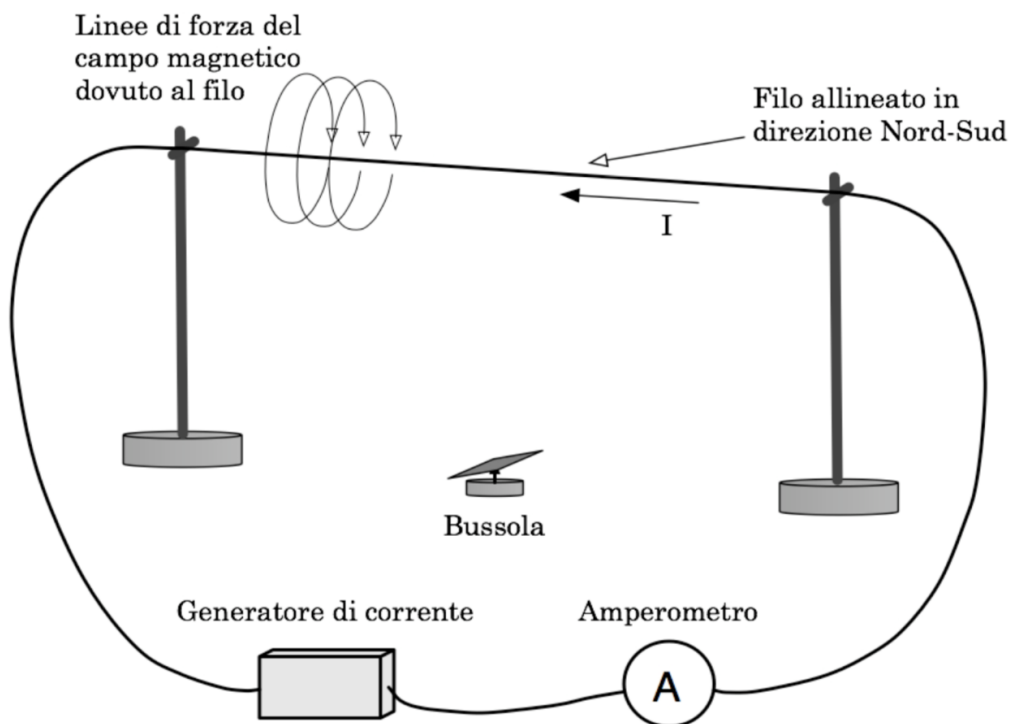 Linee di forza del
campo magnetico
dovuto al filo
Filo allineato in
direzione Nord-Sud
I
Bussola
Generatore di corrente
Amperometro
A